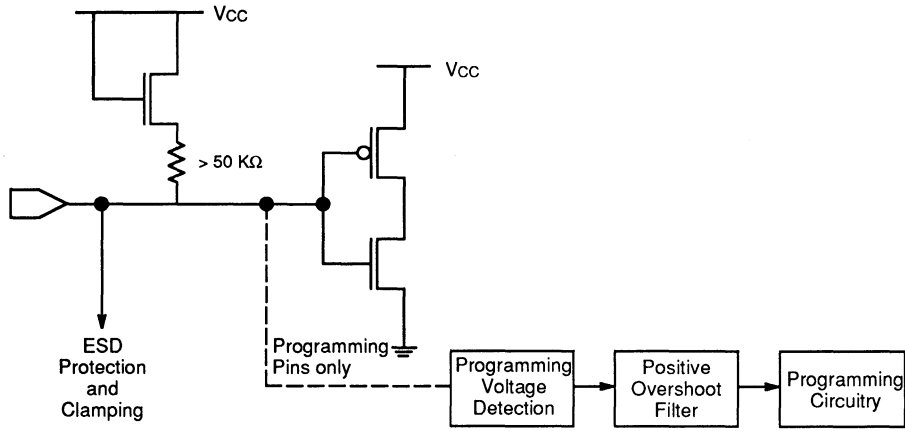 VCC
VCC
> 50 KΩ
ESD
Protection
and
Clamping
Programming
Pins only
Programming
Voltage
Detection
Positive
Overshoot
Filter
Programming
Circuitry